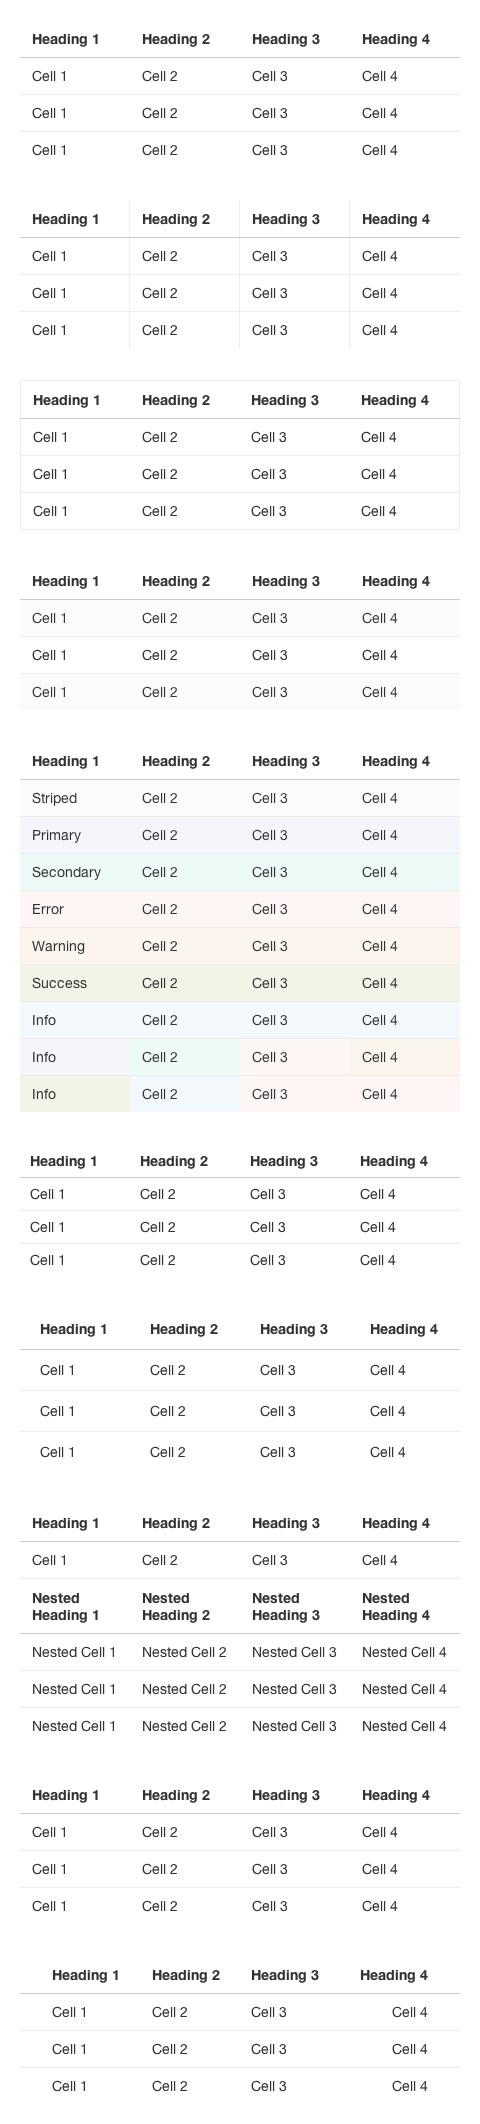 Heading 1 Heading 2 Heading 3 Heading 4
Cell 1 Cell 2 Cell 3 Cell 4
Cell 1 Cell 2 Cell 3 Cell 4
Cell 1 Cell 2 Cell 3 Cell 4
Heading 1 Heading 2 Heading 3 Heading 4
Cell 1 Cell 2 Cell 3 Cell 4
Cell 1 Cell 2 Cell 3 Cell 4
Cell 1 Cell 2 Cell 3 Cell 4
Heading 1 Heading 2 Heading 3 Heading 4
Cell 1 Cell 2 Cell 3 Cell 4
Cell 1 Cell 2 Cell 3 Cell 4
Cell 1 Cell 2 Cell 3 Cell 4
Heading 1 Heading 2 Heading 3 Heading 4
Cell 1 Cell 2 Cell 3 Cell 4
Cell 1 Cell 2 Cell 3 Cell 4
Cell 1 Cell 2 Cell 3 Cell 4
Heading 1 Heading 2 Heading 3 Heading 4
Striped Cell 2 Cell 3 Cell 4
Primary Cell 2 Cell 3 Cell 4
Secondary Cell 2 Cell 3 Cell 4
Error Cell 2 Cell 3 Cell 4
Warning Cell 2 Cell 3 Cell 4
Success Cell 2 Cell 3 Cell 4
Info Cell 2 Cell 3 Cell 4
Info Cell 2 Cell 3 Cell 4
Info Cell 2 Cell 3 Cell 4
Heading 1 Heading 2 Heading 3 Heading 4
Cell 1 Cell 2 Cell 3 Cell 4
Cell 1 Cell 2 Cell 3 Cell 4
Cell 1 Cell 2 Cell 3 Cell 4
Heading 1 Heading 2 Heading 3 Heading 4
Cell 1 Cell 2 Cell 3 Cell 4
Cell 1 Cell 2 Cell 3 Cell 4
Cell 1 Cell 2 Cell 3 Cell 4
Heading 1 Heading 2 Heading 3 Heading 4
Cell 1 Cell 2 Cell 3 Cell 4
Nested Nested Nested Nested
Heading 1 Heading 2 Heading 3 Heading 4
Nested Cell 1 Nested Cell 2 Nested Cell 3 Nested Cell 4
Nested Cell 1 Nested Cell 2 Nested Cell 3 Nested Cell 4
Nested Cell 1 Nested Cell 2 Nested Cell 3 Nested Cell 4
Heading 1 Heading 2 Heading 3 Heading 4
Cell 1 Cell 2 Cell 3 Cell 4
Cell 1 Cell 2 Cell 3 Cell 4
Cell 1 Cell 2 Cell 3 Cell 4
Heading 1 Heading 2 Heading 3 Heading 4
Cell 1 Cell 2 Cell 3 Cell 4
Cell 1 Cell 2 Cell 3 Cell 4
Cell 1 Cell 2 Cell 3 Cell 4